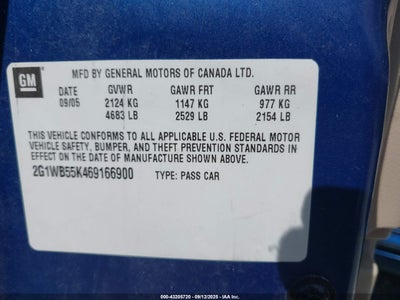 GM
MFD BY GENERAL MOTORS OF CANADA LTD.
DATE GVWR GAWR FRT GAWR RR
09/05 2124 KG 1147 KG 977 KG
4683 LB 2529 LB 2154 LB
THIS VEHICLE CONFORMS TO ALL APPLICABLE U.S. FEDERAL MOTOR
VEHICLE SAFETY, BUMPER, AND THEFT PREVENTION STANDARDS IN
EFFECT ON THE DATE OF MANUFACTURE SHOWN ABOVE.
2G1WB55K469166900 TYPE: PASS CAR
000-43205720 - (09/12/2025) - IAAI.COM